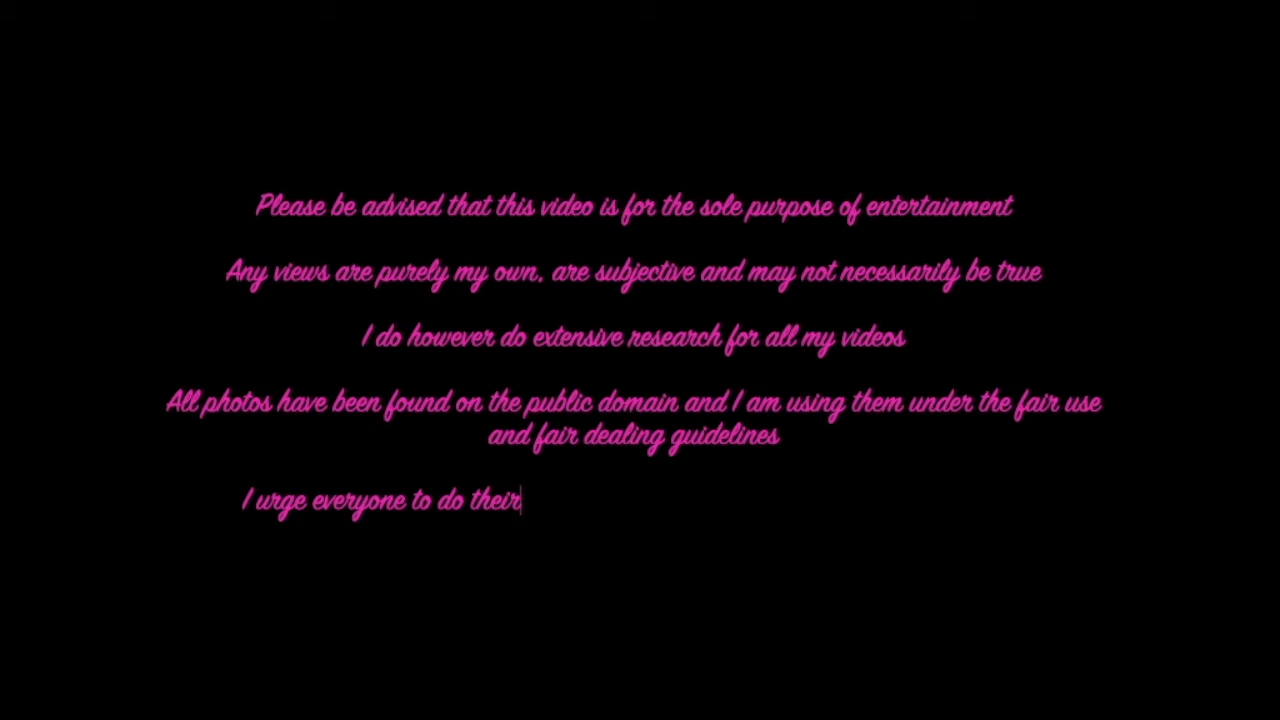 Please be advised that this video is for the sole purpose of entertainment
Any views are purely my own, are subjective and may not necessarily be true
I do however do extensive research for all my videos
All photos have been found on the public domain and I am using them under the fair use
and fair dealing guidelines
I urge everyone to do their